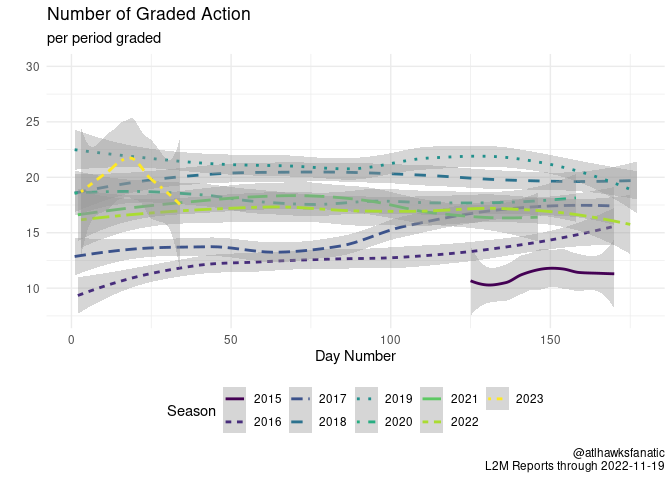 Number of Graded Action
per period graded
30
25
20
15
10
0 50 100 150
Day Number
Season
2015 2017 2019 2021 2023
2016 2018 2020 2022
@atlhawksfanatic
L2M Reports through 2022-11-19